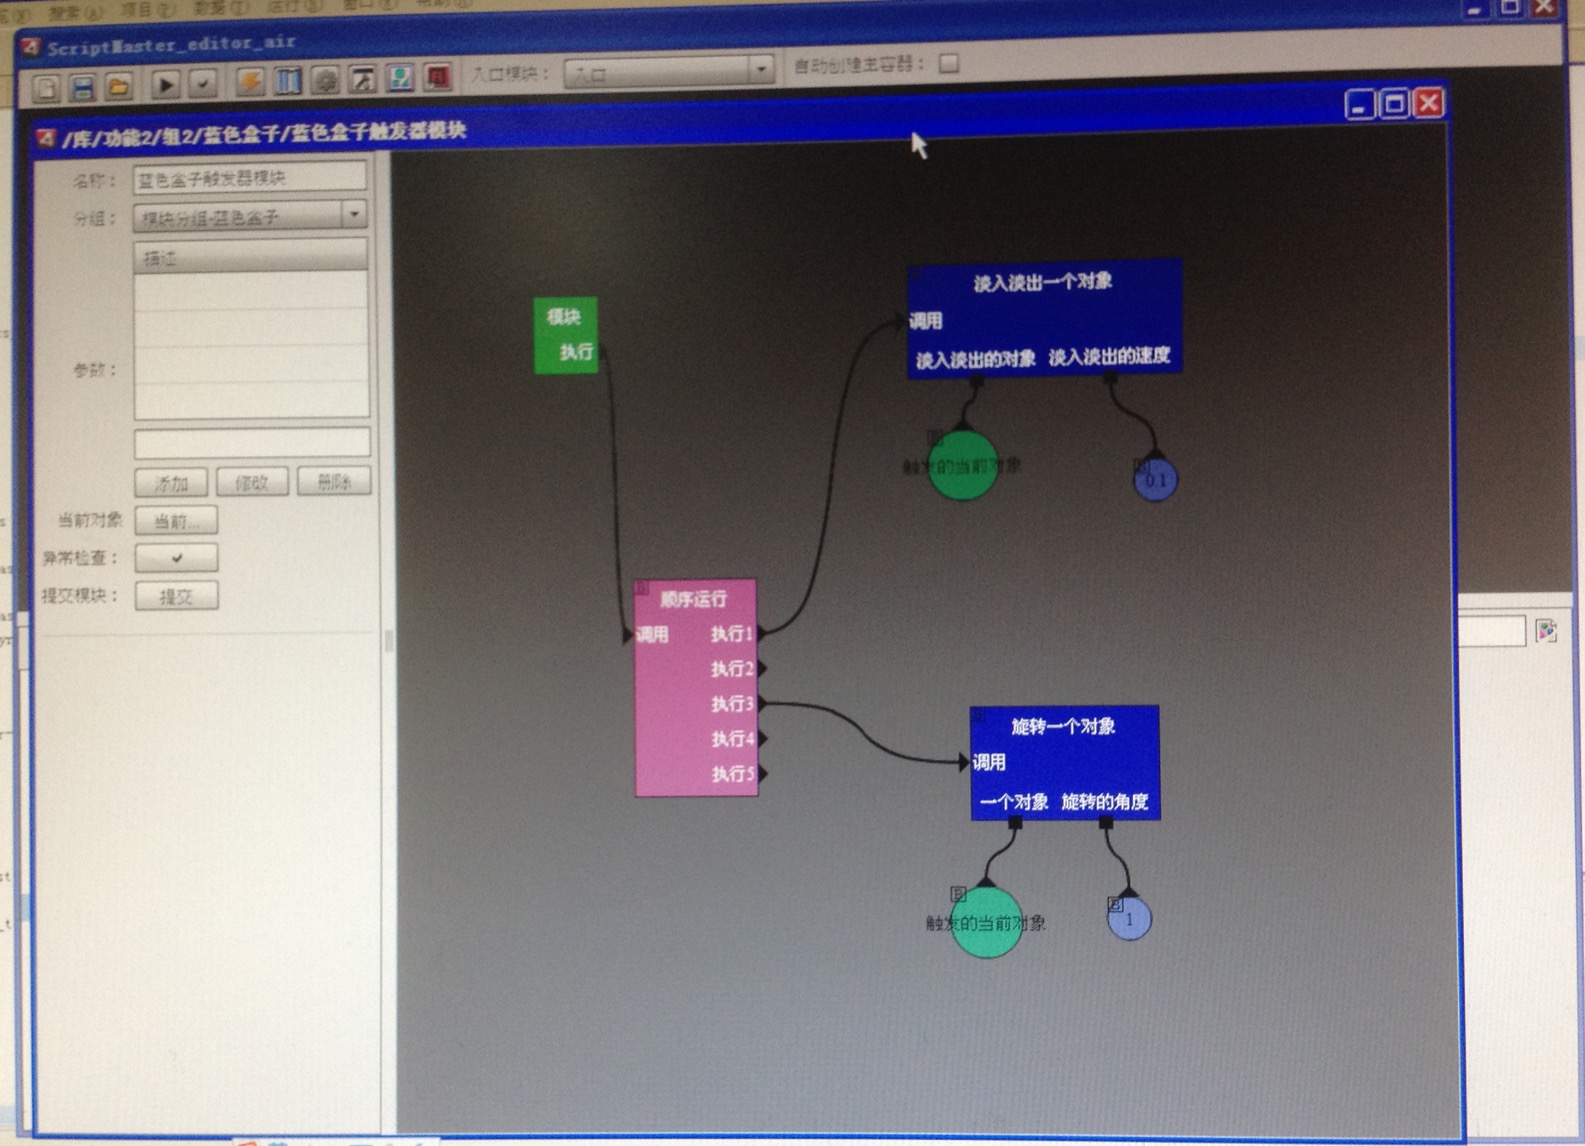 搜索(A) 项目(P) 数据(T) 运行(R) 窗口(W) 帮助(H)
ScriptMaster_editor_air
入口模块： 入口 自动创建主容器：
/库/功能2/组2/蓝色盒子/蓝色盒子触发器模块
名称： 蓝色盒子触发器模块
分组： 模块分组-蓝色盒子
描述
参数：
添加 修改 删除
当前对象 当前...
异常检查：
提交模块： 提交
模块
执行
淡入淡出一个对象
调用
淡入淡出的对象 淡入淡出的速度
触发的当前对象
0.1
顺序运行
调用 执行1
执行2
执行3
执行4
执行5
旋转一个对象
调用
一个对象 旋转的角度
触发的当前对象
1